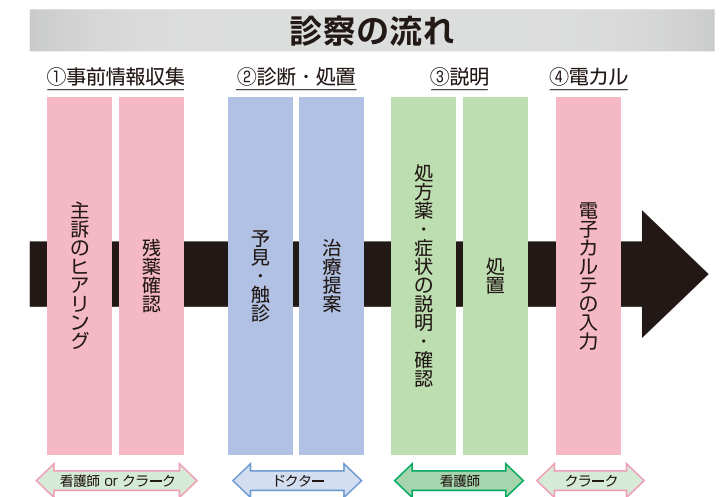 診察の流れ
①事前情報収集
②診断・処置
③説明
④電カル
主訴のヒアリング
残薬確認
予見・触診
治療提案
処方薬・症状の説明・確認
処置
電子カルテの入力
看護師 or クラーク
ドクター
看護師
クラーク